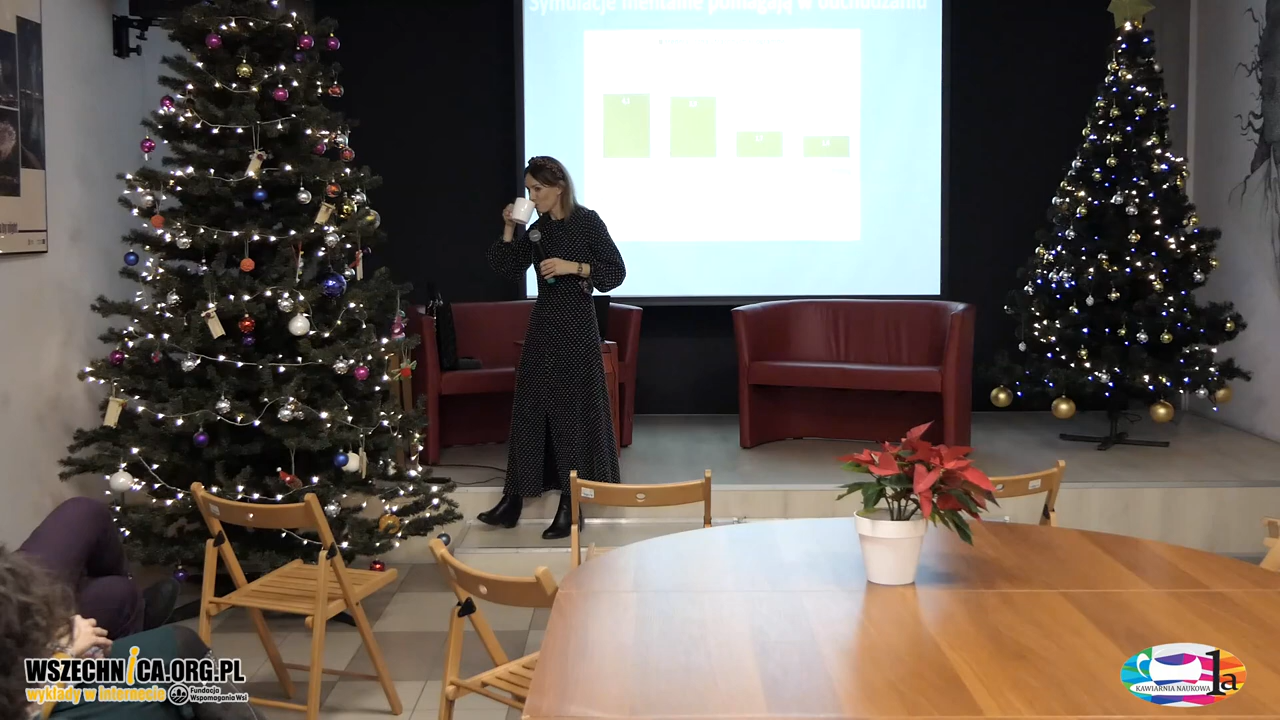 Symulacje mentalne pomagają w odchudzaniu
WSZECHNICA.ORG.PL
wykłady w internecie
Fundacja
Wspomagania Wsi
KAWIARNIA NAUKOWA
1a